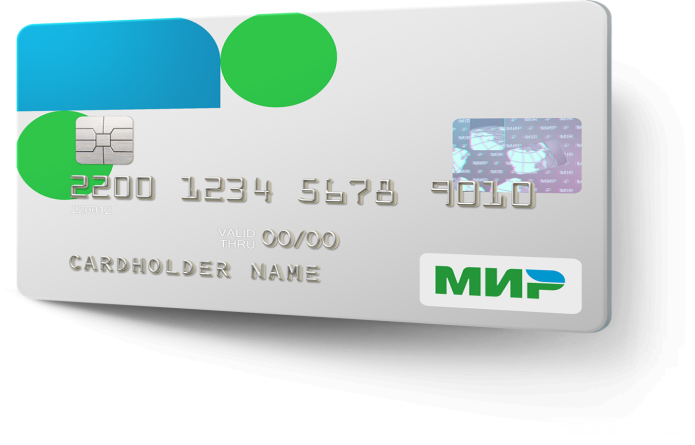 2200 1234 5678 9010
VALID
THRU 00/00
CARDHOLDER NAME
МИР